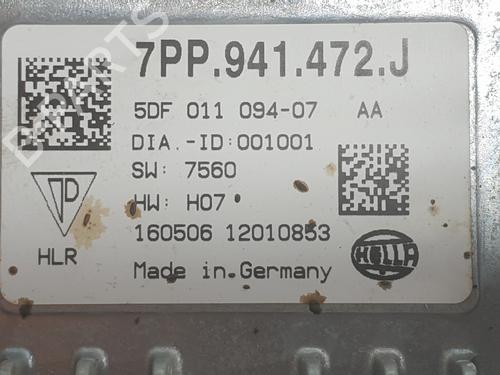 7PP.941.472.J
5DF 011 094-07 AA
DIA.-ID:001001
SW: 7560
HW: H07
HLR
160506 12010853
Made in Germany
HELLA